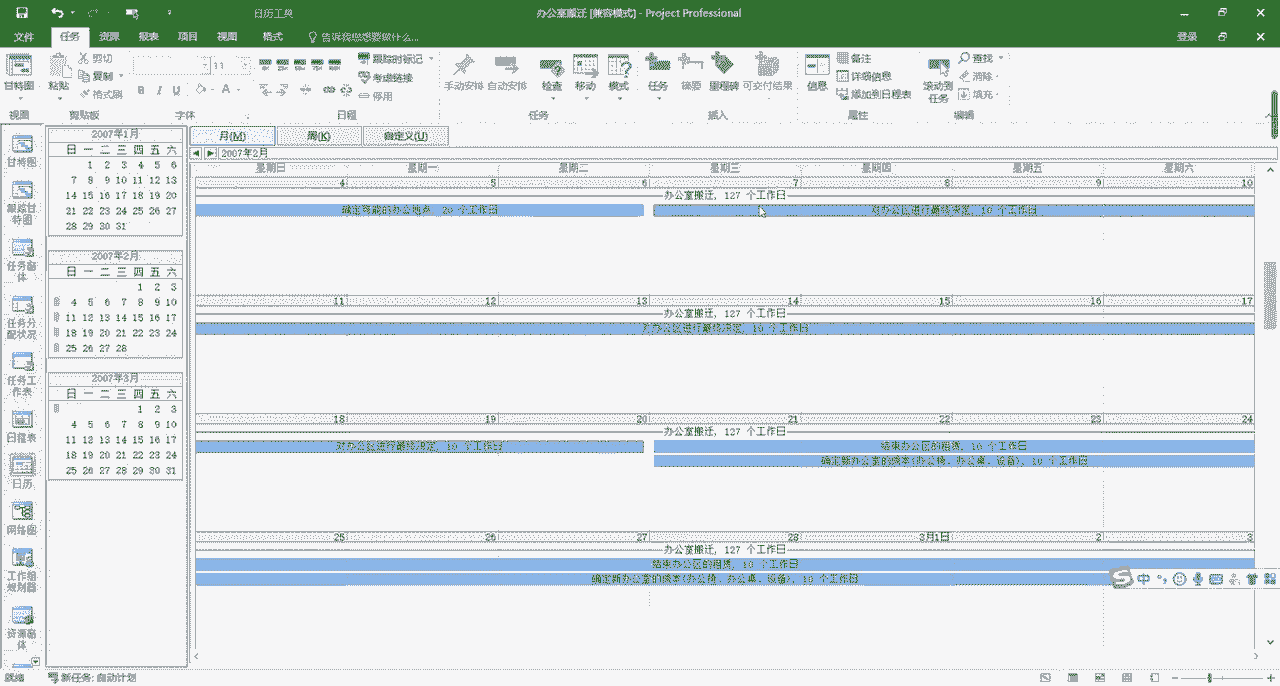 日历工具
办公室搬迁 [兼容模式] - Project Professional
文件 任务 资源 报表 项目 视图 格式 告诉我您想要做什么...
登录
甘特图 粘贴 剪切 复制 格式刷
11
B I U A
跟踪时标记 考虑链接 停用
手动安排 自动安排 检查 移动 模式
任务 摘要 里程碑 可交付结果
信息 备注 详细信息 添加到日程表
滚动到任务 查找 消除 填充
视图 剪贴板 字体 日程 任务 插入 属性 编辑
甘特图
跟踪甘特图
任务窗体
任务分配状况
任务工作表
日程表
日历
网络图
工作组规划器
资源窗体
2007年1月
日 一 二 三 四 五 六
1 2 3 4 5 6
7 8 9 10 11 12 13
14 15 16 17 18 19 20
21 22 23 24 25 26 27
28 29 30 31
2007年2月
日 一 二 三 四 五 六
1 2 3
4 5 6 7 8 9 10
11 12 13 14 15 16 17
18 19 20 21 22 23 24
25 26 27 28
2007年3月
日 一 二 三 四 五 六
1 2 3
4 5 6 7 8 9 10
11 12 13 14 15 16 17
18 19 20 21 22 23 24
25 26 27 28 29 30 31
月(M) 周(K) 自定义(U)
2007年2月
星期日 星期一 星期二 星期三 星期四 星期五 星期六
4 5 6 7 8 9 10
办公室搬迁, 127 个工作日
确定可能的办公地点, 20 个工作日 对办公区进行最终决定, 10 个工作日
11 12 13 14 15 16 17
办公室搬迁, 127 个工作日
对办公区进行最终决定, 10 个工作日
18 19 20 21 22 23 24
办公室搬迁, 127 个工作日
对办公区进行最终决定, 10 个工作日 结束办公区的租赁, 10 个工作日
确定新办公室的成本(办公椅、办公桌、设备), 10 个工作日
25 26 27 28 3月1日 2 3
办公室搬迁, 127 个工作日
结束办公区的租赁, 10 个工作日
确定新办公室的成本(办公椅、办公桌、设备), 10 个工作日
中
就绪 新任务: 自动计划